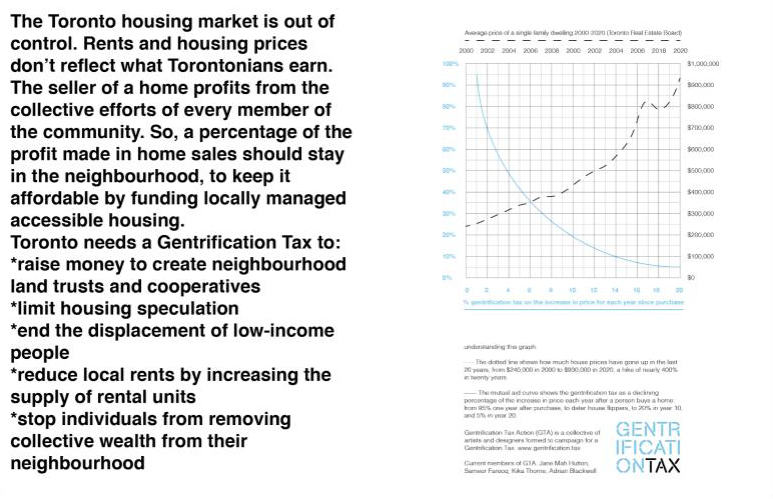 The Toronto housing market is out of
control. Rents and housing prices
don't reflect what Torontonians earn.
The seller of a home profits from the
collective efforts of every member of
the community. So, a percentage of the
profit made in home sales should stay
in the neighbourhood, to keep it
affordable by funding locally managed
accessible housing.
Toronto needs a Gentrification Tax to:
*raise money to create neighbourhood
land trusts and cooperatives
*limit housing speculation
*end the displacement of low-income
people
*reduce local rents by increasing the
supply of rental units
*stop individuals from removing
collective wealth from their
neighbourhood
Average price of a single family dwelling 2000 2020 (Toronto Real Estate Board)
2000 2002 2004 2006 2008 2000 2002 2004 2006 2018 2020
100% $1,000,000
90% $900,000
80% $800,000
70% $700,000
60% $600,000
50% $500,000
40% $400,000
30% $300,000
20% $200,000
10% $100,000
0% $0
0 2 4 6 8 10 12 14 16 18 20
% gentrification tax on the increase in price for each year since purchase
understanding this graph
The dotted line shows how much house prices have gone up in the last
20 years, from $240,000 in 2000 to $930,000 in 2020, a hike of nearly 400%
in twenty years
The mutual aid curve shows the gentrification tax as a declining
percentage of the increase in price each year after a person buys a home
from 95% one year after purchase, to deter house flippers, to 20% in year 10,
and 5% in year 20
Gentrification Tax Action (GTA) is a collective of
artists and designers formed to campaign for a
Gentrification Tax. www.gentrification.tax
Current members of GTA: Jane Mah Hutton,
Sameer Farooq, Kika Thorne, Adrian Blackwell
GENTR
IFICATI
ONTAX